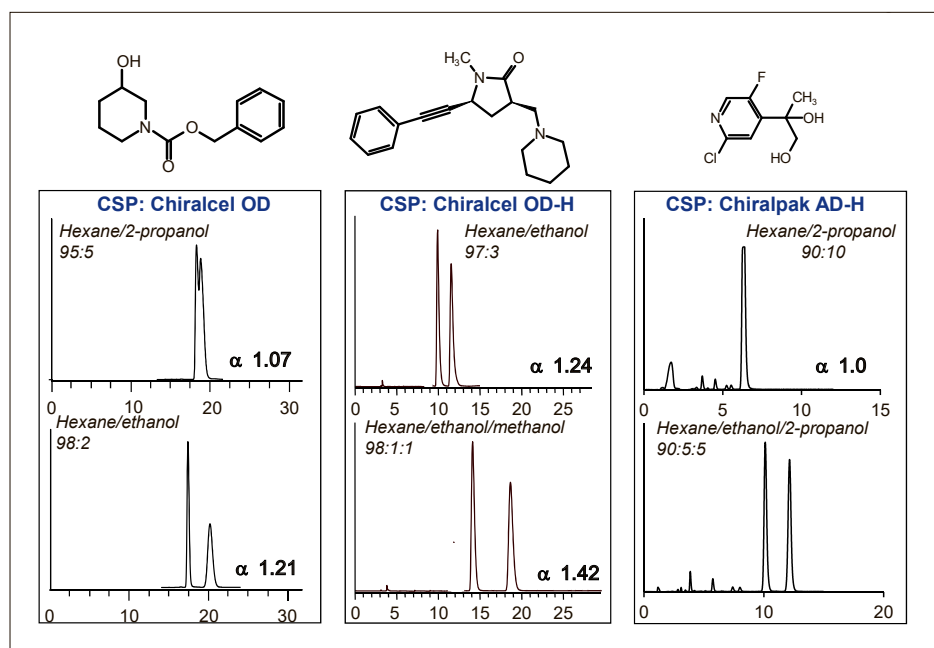 OH
N
O
O
H₃C
N
O
N
F
N
CH₃
OH
Cl
HO
CSP: Chiralcel OD
Hexane/2-propanol
95:5
α 1.07
0 10 20 30
Hexane/ethanol
98:2
α 1.21
0 10 20 30
CSP: Chiralcel OD-H
Hexane/ethanol
97:3
α 1.24
0 5 10 15 20 25
Hexane/ethanol/methanol
98:1:1
α 1.42
0 5 10 15 20 25
CSP: Chiralpak AD-H
Hexane/2-propanol
90:10
α 1.0
0 5 10 15
Hexane/ethanol/2-propanol
90:5:5
0 10 20